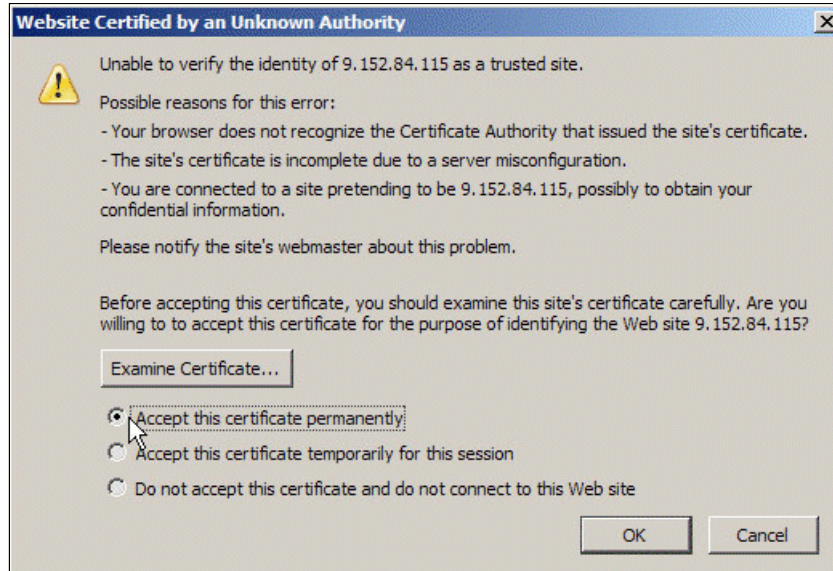 Website Certified by an Unknown Authority
Unable to verify the identity of 9.152.84.115 as a trusted site.
Possible reasons for this error:
- Your browser does not recognize the Certificate Authority that issued the site's certificate.
- The site's certificate is incomplete due to a server misconfiguration.
- You are connected to a site pretending to be 9.152.84.115, possibly to obtain your
confidential information.
Please notify the site's webmaster about this problem.
Before accepting this certificate, you should examine this site's certificate carefully. Are you
willing to to accept this certificate for the purpose of identifying the Web site 9.152.84.115?
Examine Certificate...
Accept this certificate permanently
Accept this certificate temporarily for this session
Do not accept this certificate and do not connect to this Web site
OK Cancel